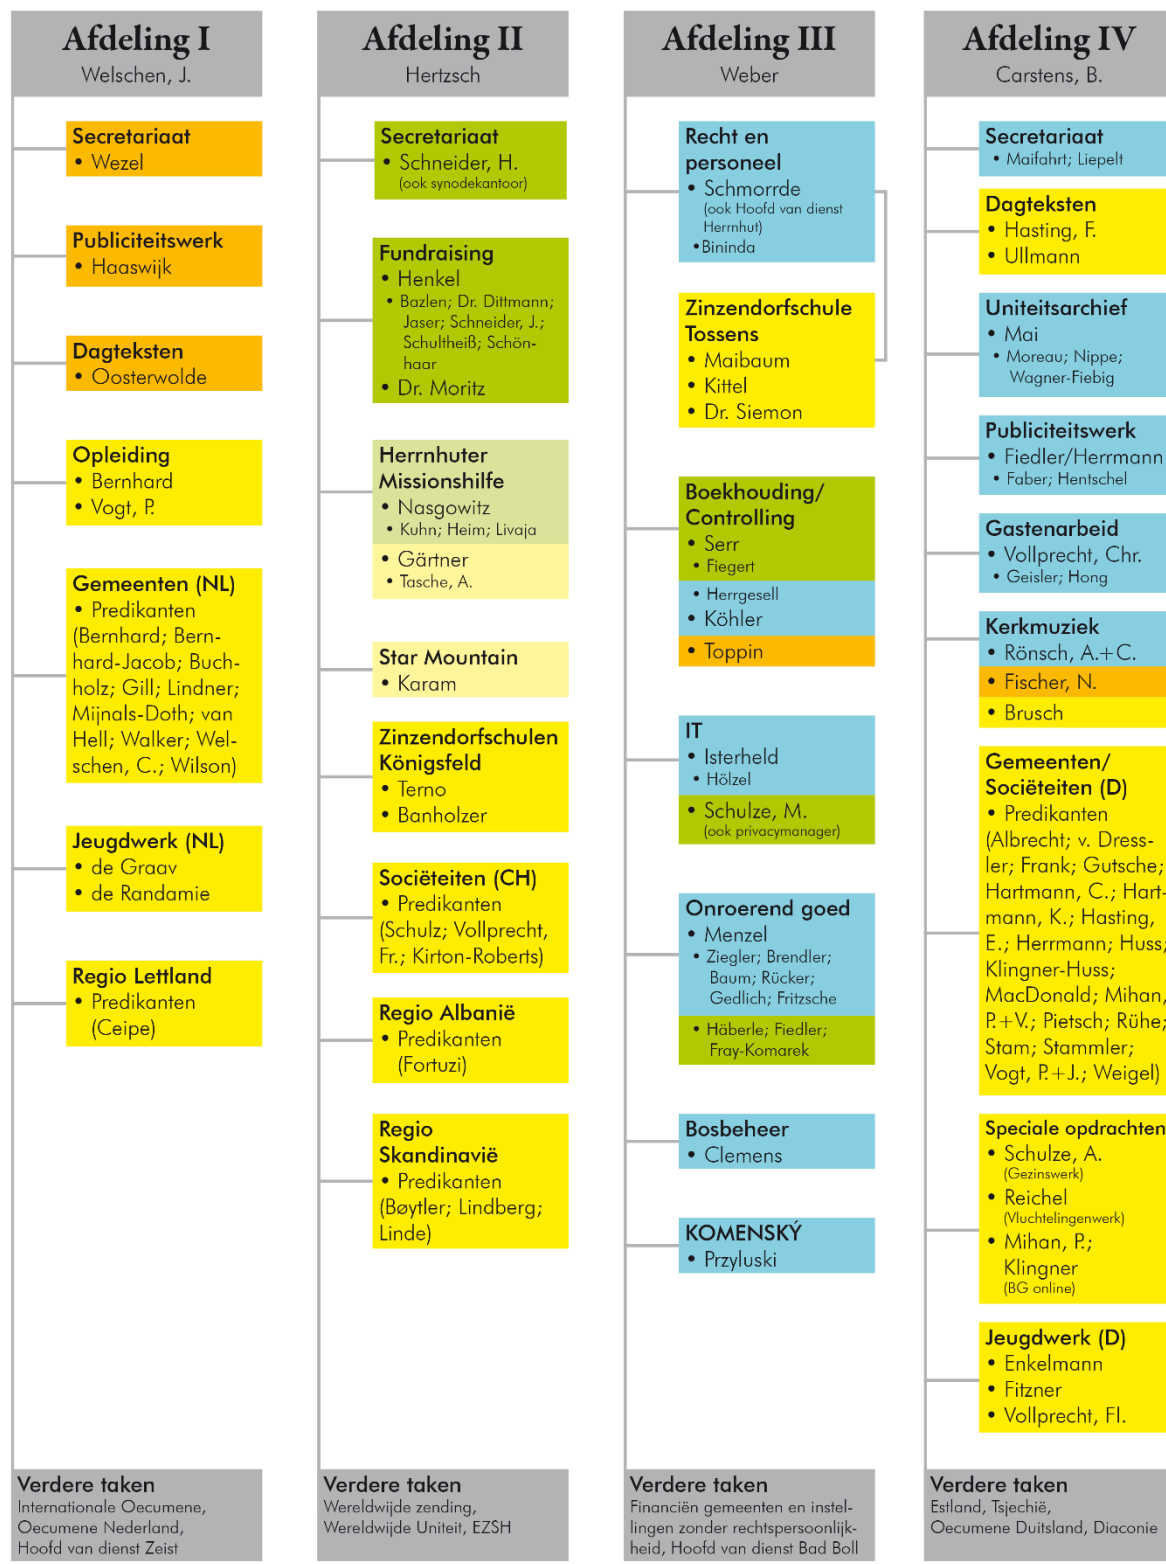 Afdeling I
Welschen, J.
Secretariaat
• Wezel
Publiciteitswerk
• Haaswijk
Dagteksten
• Oosterwolde
Opleiding
• Bernhard
• Vogt, P.
Gemeenten (NL)
• Predikanten
(Bernhard; Bern-
hard-Jacob; Buch-
holz; Gill; Lindner;
Mijnals-Doth; van
Hell; Walker; Wel-
schen, C.; Wilson)
Jeugdwerk (NL)
• de Graav
• de Randamie
Regio Lettland
• Predikanten
(Ceipe)
Verdere taken
Internationale Oecumene,
Oecumene Nederland,
Hoofd van dienst Zeist
Afdeling II
Hertzsch
Secretariaat
• Schneider, H.
(ook synodekantoor)
Fundraising
• Henkel
• Bazlen; Dr. Dittmann;
Jaser; Schneider, J.;
Schultheiß; Schön-
haar
• Dr. Moritz
Herrnhuter
Missionshilfe
• Nasgowitz
• Kuhn; Heim; Livaja
• Gärtner
• Tasche, A.
Star Mountain
• Karam
Zinzendorfschulen
Königsfeld
• Terno
• Banholzer
Sociëteiten (CH)
• Predikanten
(Schulz; Vollprecht,
Fr.; Kirton-Roberts)
Regio Albanië
• Predikanten
(Fortuzi)
Regio
Skandinavië
• Predikanten
(Bøytler; Lindberg;
Linde)
Verdere taken
Wereldwijde zending,
Wereldwijde Uniteit, EZSH
Afdeling III
Weber
Recht en
personeel
• Schmorrde
(ook Hoofd van dienst
Herrnhut)
• Bininda
Zinzendorfschule
Tossens
• Maibaum
• Kittel
• Dr. Siemon
Boekhouding/
Controlling
• Serr
• Fiegert
• Herrgesell
• Köhler
• Toppin
IT
• Isterheld
• Hölzel
• Schulze, M.
(ook privacymanager)
Onroerend goed
• Menzel
• Ziegler; Brendler;
Baum; Rücker;
Gedlich; Fritzsche
• Häberle; Fiedler;
Fray-Komarek
Bosbeheer
• Clemens
KOMENSKÝ
• Przyluski
Verdere taken
Financiën gemeenten en instel-
lingen zonder rechtspersoonlijk-
heid, Hoofd van dienst Bad Boll
Afdeling IV
Carstens, B.
Secretariaat
• Maifahrt; Liepelt
Dagteksten
• Hasting, F.
• Ullmann
Uniteitsarchief
• Mai
• Moreau; Nippe;
Wagner-Fiebig
Publiciteitswerk
• Fiedler/Herrmann
• Faber; Hentschel
Gastenarbeid
• Vollprecht, Chr.
• Geisler; Hong
Kerkmuziek
• Rönsch, A.+C.
• Fischer, N.
• Brusch
Gemeenten/
Sociëteiten (D)
• Predikanten
(Albrecht; v. Dress-
ler; Frank; Gutsche;
Hartmann, C.; Hart-
mann, K.; Hasting,
E.; Herrmann; Huss;
Klingner-Huss;
MacDonald; Mihan,
P.+V.; Pietsch; Rühe;
Stam; Stammler;
Vogt, P.+J.; Weigel)
Speciale opdrachten
• Schulze, A.
(Gezinswerk)
• Reichel
(Vluchtelingenwerk)
• Mihan, P.;
Klingner
(BG online)
Jeugdwerk (D)
• Enkelmann
• Fitzner
• Vollprecht, Fl.
Verdere taken
Estland, Tsjechië,
Oecumene Duitsland, Diaconie